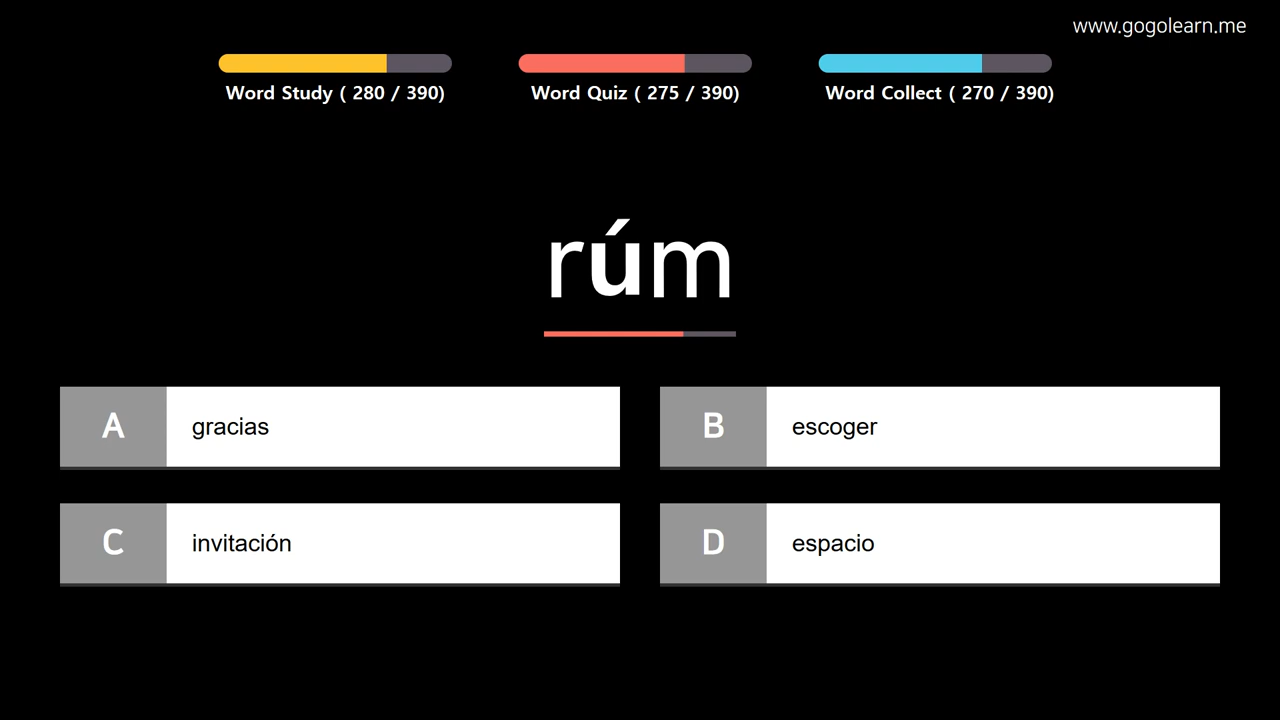 www.gogolearn.me
Word Study ( 280 / 390)
Word Quiz ( 275 / 390)
Word Collect ( 270 / 390)
rúm
A gracias
B escoger
C invitación
D espacio